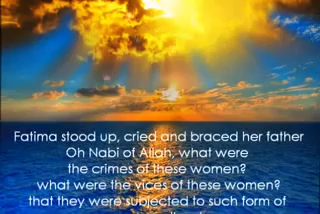 Fatima stood up, cried and braced her father
Oh Nabi of Allah, what were
the crimes of these women?
what were the vices of these women?
that they were subjected to such form of